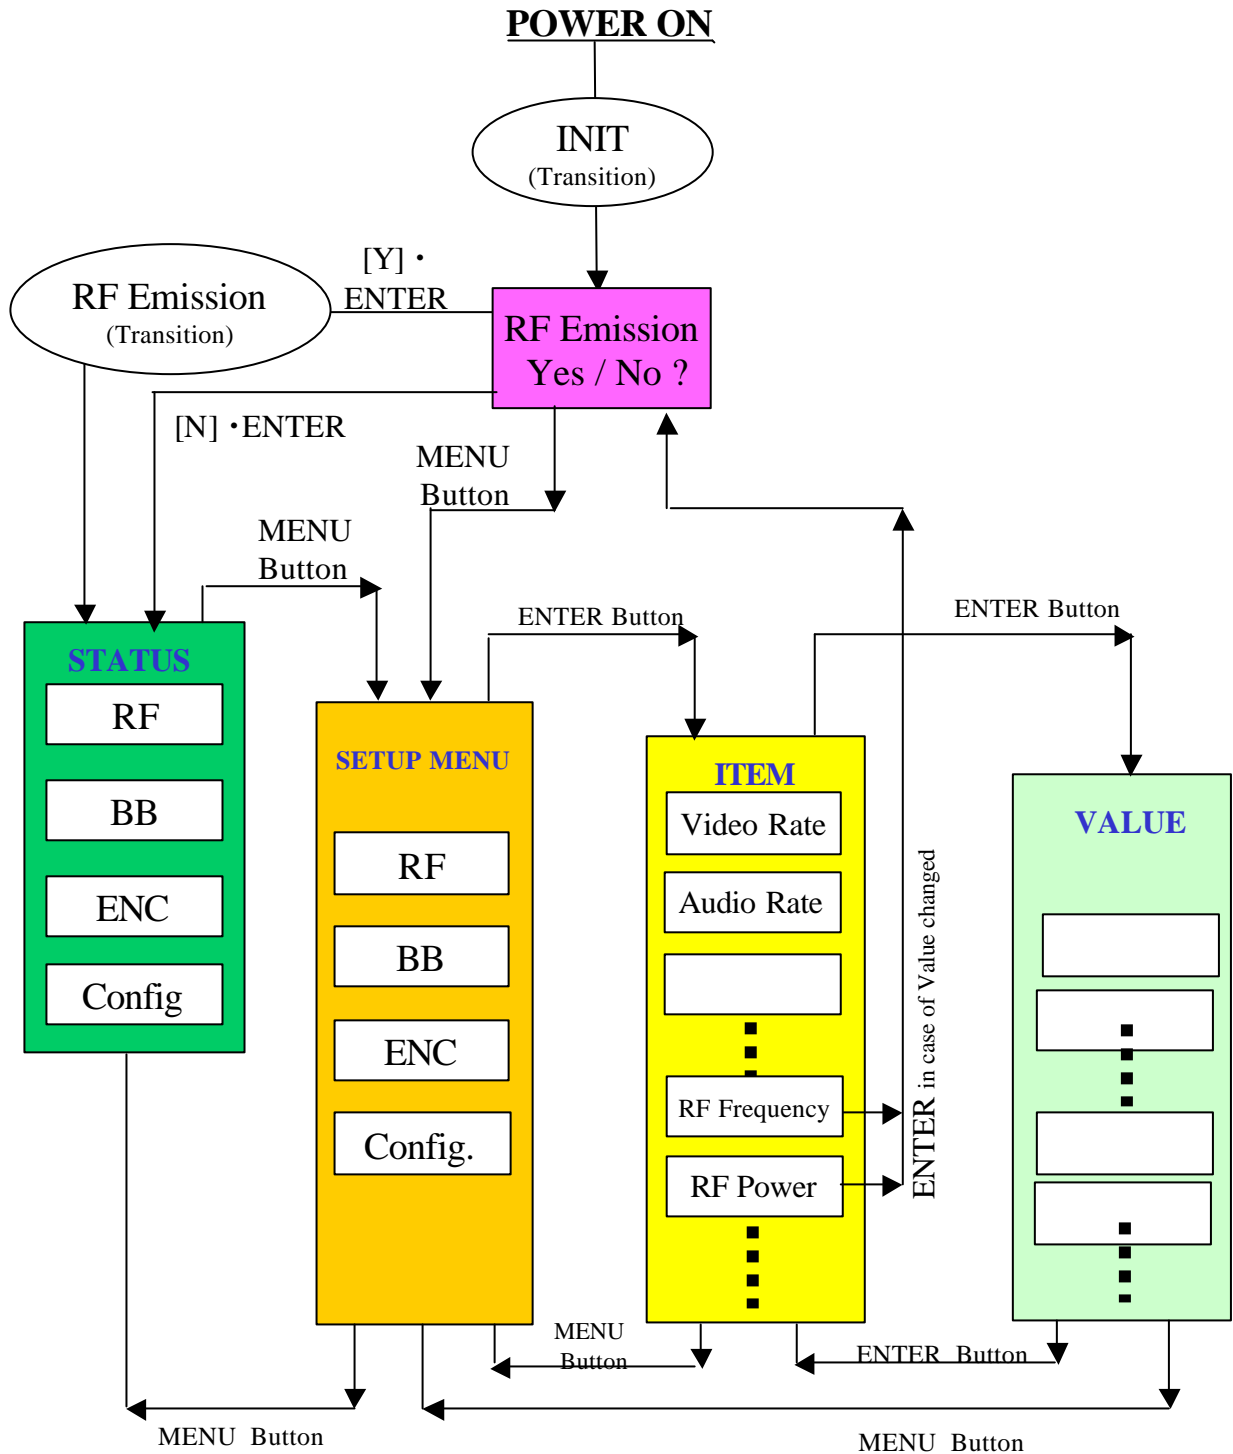 POWER ON
INIT
(Transition)
[Y]・
ENTER
RF Emission
(Transition)
RF Emission
Yes / No ?
[N]・ENTER
MENU
Button
MENU
Button
ENTER Button
ENTER Button
STATUS
RF
BB
ENC
Config
SETUP MENU
RF
BB
ENC
Config.
ITEM
Video Rate
Audio Rate
RF Frequency
RF Power
ENTER in case of Value changed
VALUE
MENU
Button
ENTER Button
MENU Button
MENU Button